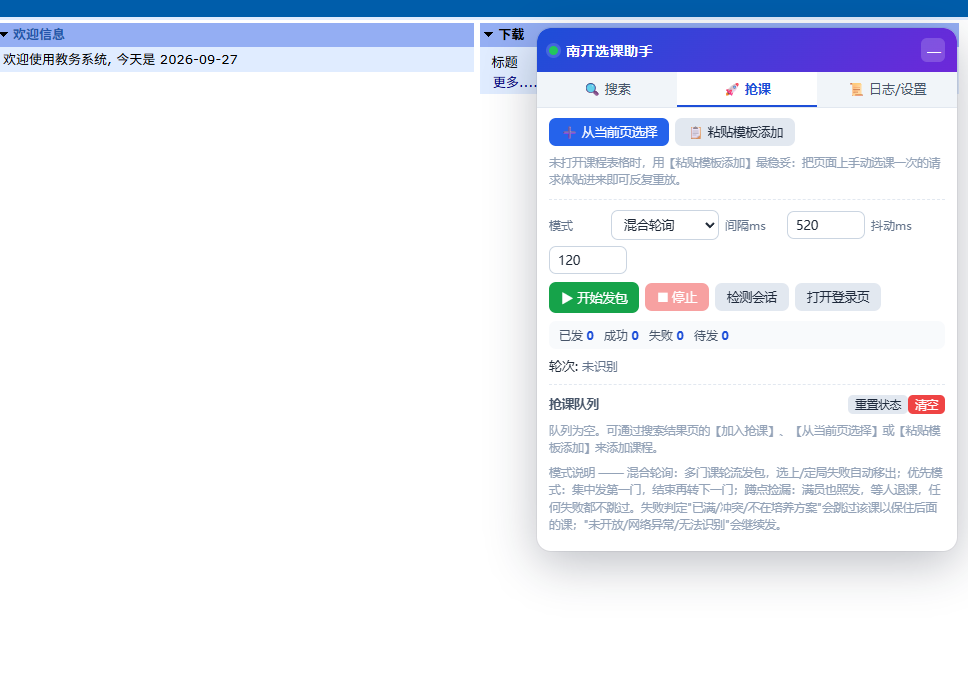 欢迎信息
欢迎使用教务系统, 今天是 2026-09-27
下载
标题
更多....
南开选课助手
—
🔍 搜索
🚀 抢课
📜 日志/设置
➕ 从当前页选择
📋 粘贴模板添加
未打开课程表格时，用【粘贴模板添加】最稳妥：把页面上手动选课一次的请
求体贴进来即可反复重放。
模式 混合轮询 间隔ms 520 抖动ms
120
▶ 开始发包 ■ 停止 检测会话 打开登录页
已发 0 成功 0 失败 0 待发 0
轮次: 未识别
抢课队列 重置状态 清空
队列为空。可通过搜索结果页的【加入抢课】、【从当前页选择】或【粘贴模
板添加】来添加课程。
模式说明 —— 混合轮询：多门课轮流发包，选上/定局失败自动移出；优先模
式：集中发第一门，结束再转下一门；蹲点捡漏：满员也照发，等人退课，任
何失败都不跳过。失败判定"已满/冲突/不在培养方案"会跳过该课以保住后面
的课；"未开放/网络异常/无法识别"会继续发。